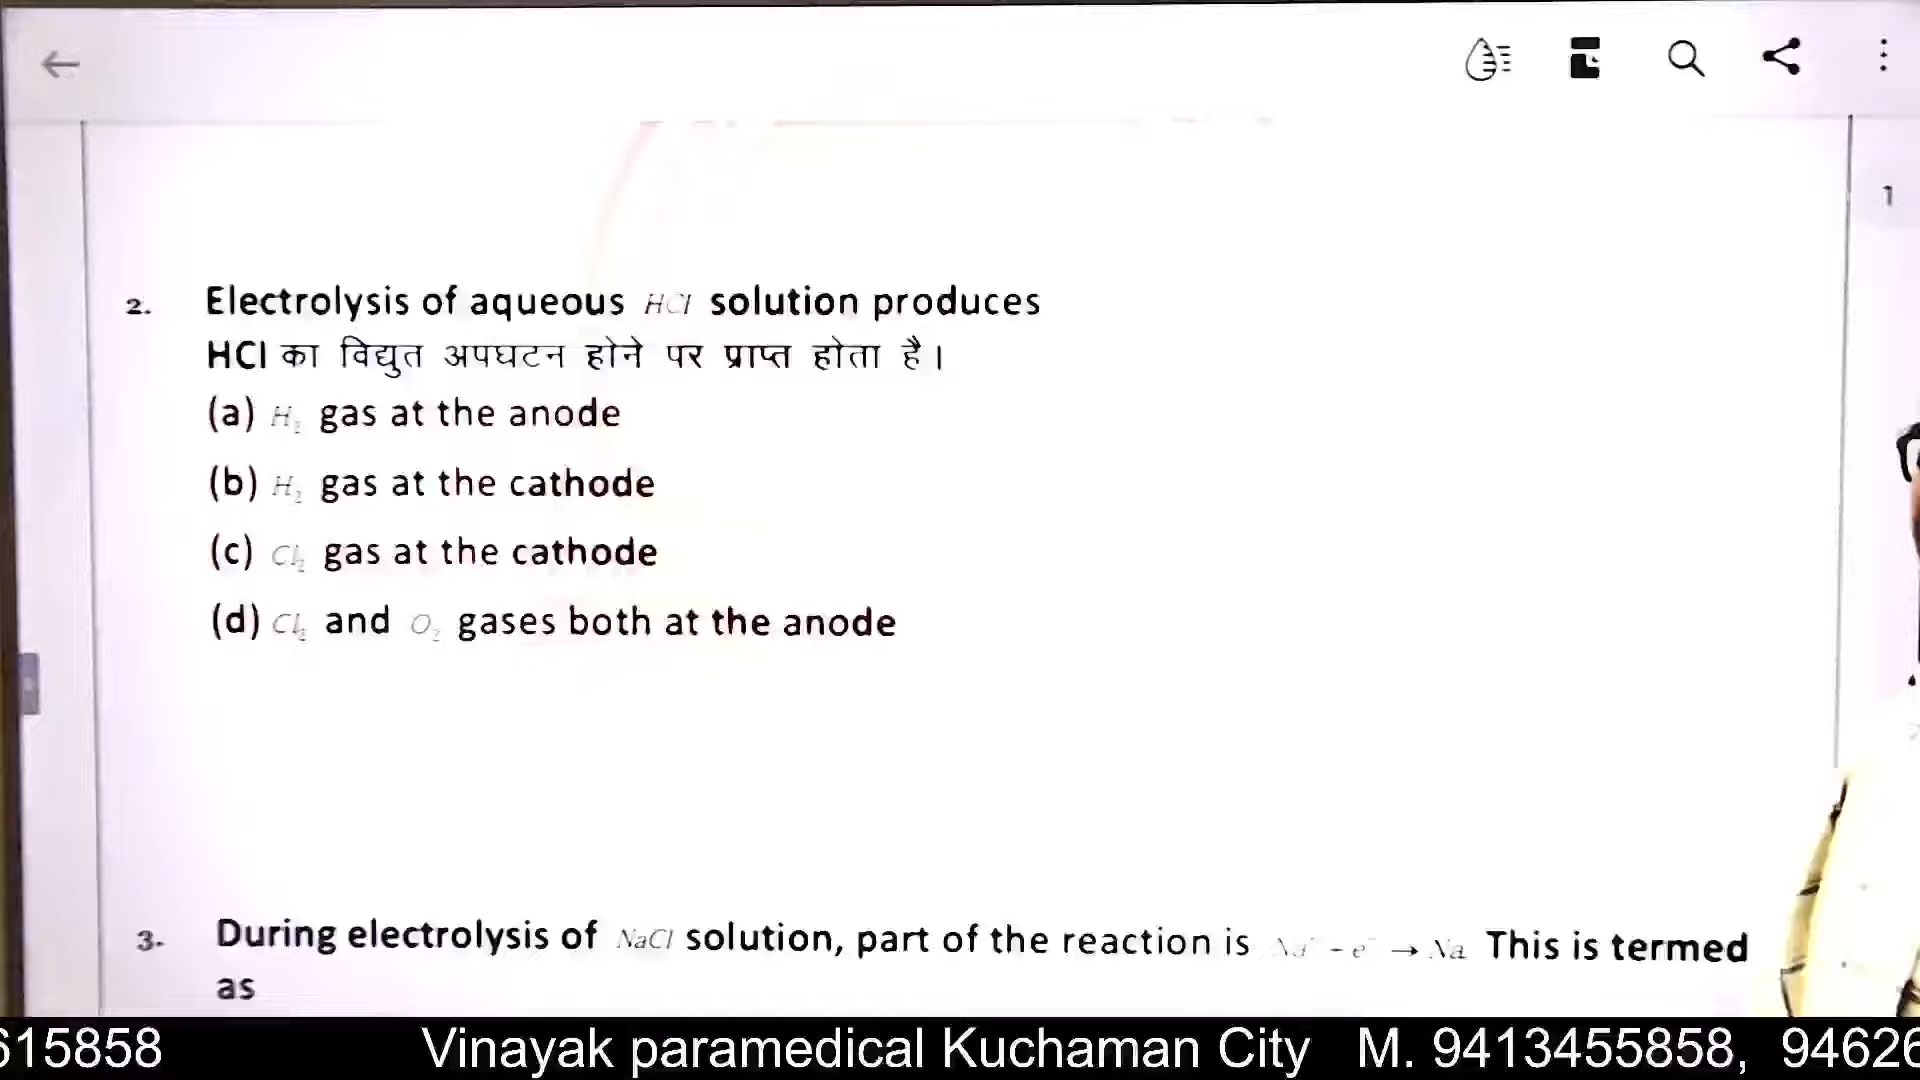 1
2. Electrolysis of aqueous HCl solution produces
HCl का विद्युत अपघटन होने पर प्राप्त होता है।
(a) H₂ gas at the anode
(b) H₂ gas at the cathode
(c) Cl₂ gas at the cathode
(d) Cl₂ and O₂ gases both at the anode
3. During electrolysis of NaCl solution, part of the reaction is Na⁺ + e⁻ → Na This is termed
as
615858 Vinayak paramedical Kuchaman City M. 9413455858, 94626